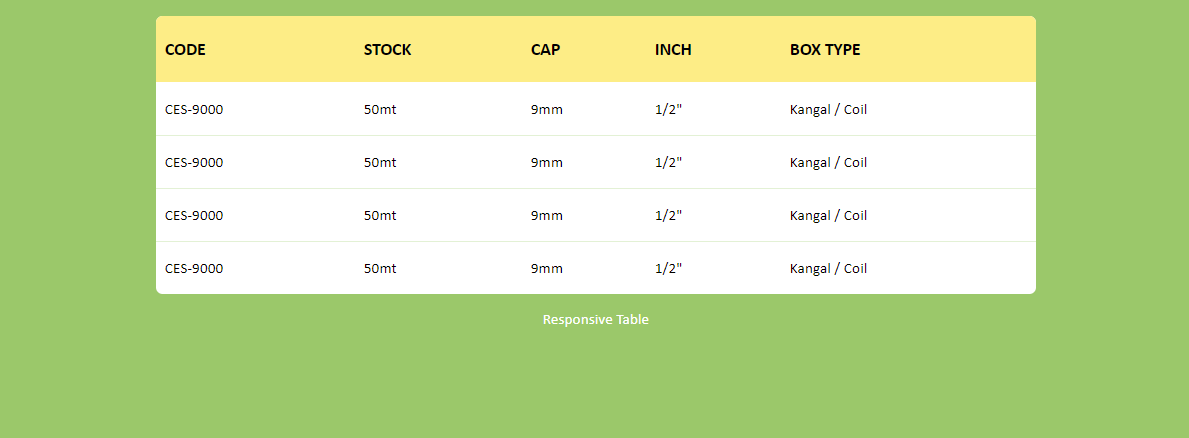 CODE STOCK CAP INCH BOX TYPE
CES-9000 50mt 9mm 1/2" Kangal / Coil
CES-9000 50mt 9mm 1/2" Kangal / Coil
CES-9000 50mt 9mm 1/2" Kangal / Coil
CES-9000 50mt 9mm 1/2" Kangal / Coil
Responsive Table